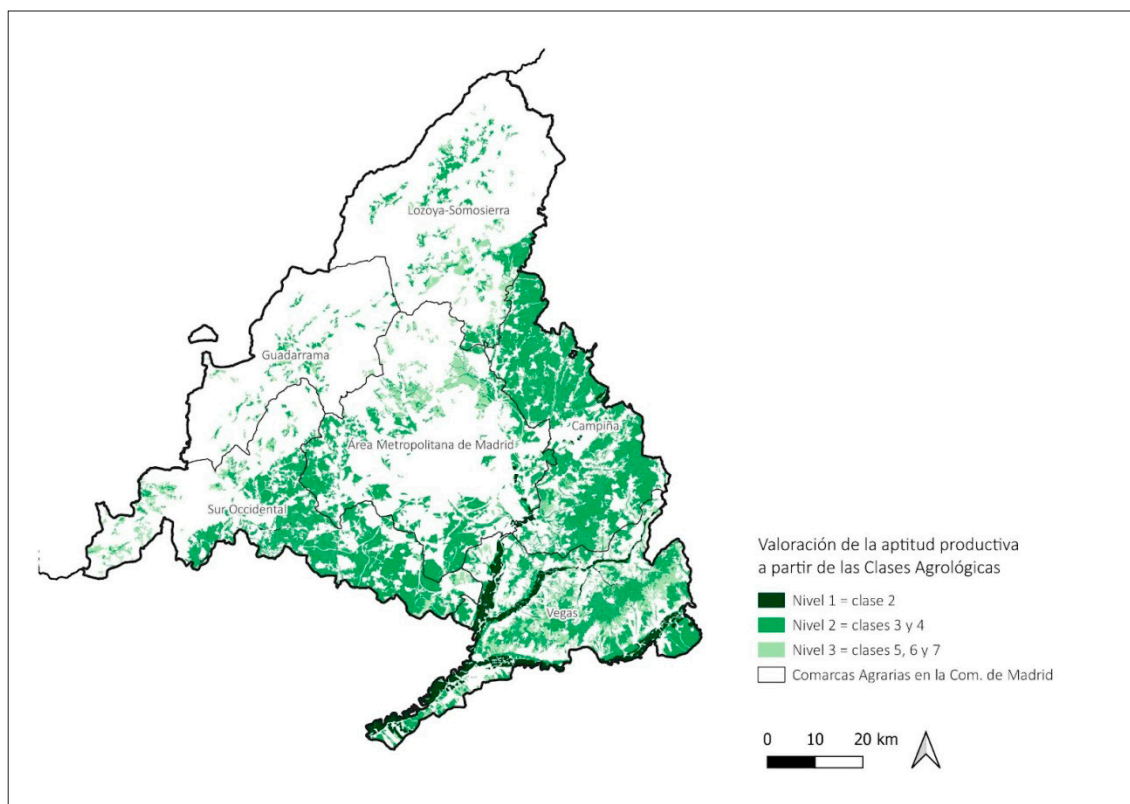 Lozoya-Somosierra
Guadarrama
Campiña
Área Metropolitana de Madrid
Sur Occidental
Vegas
Valoración de la aptitud productiva
a partir de las Clases Agrológicas
Nivel 1 = clase 2
Nivel 2 = clases 3 y 4
Nivel 3 = clases 5, 6 y 7
Comarcas Agrarias en la Com. de Madrid
0 10 20 km